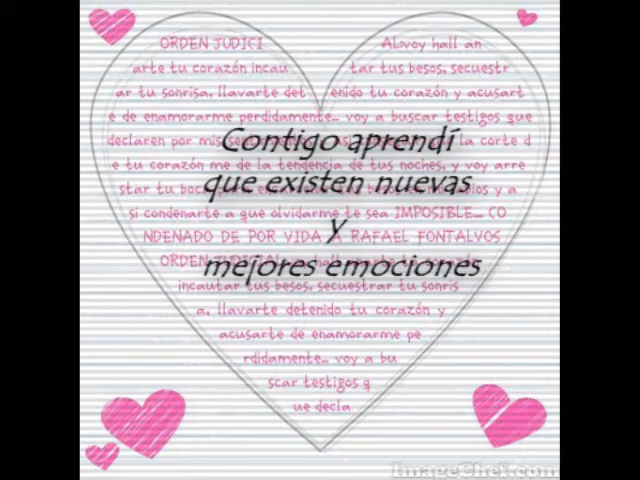 ORDEN JUDICI AL:voy hall an
arte tu corazón incau tar tus besos, secuestr
ar tu sonrisa, llavarte det enido tu corazón y acusart
e de enamorarme perdidamente... voy a buscar testigos que
declaren por mis la corte d
Contigo aprendí
e tu corazón me de la tendencia de tus noches, y voy arre
que existen nuevas
star tu y a
si condenarte a que olvidarme te sea IMPOSIBLE... CO
y
NDENADO DE POR VIDA A RAFAEL FONTALVOS
ORDEN JUDICIAL
mejores emociones
incautar tus besos, secuestrar tu sonris
a, llavarte detenido tu corazón y
acusarte de enamorarme pe
rdidamente... voy a bu
scar testigos q
ue decla
ImageChef.com